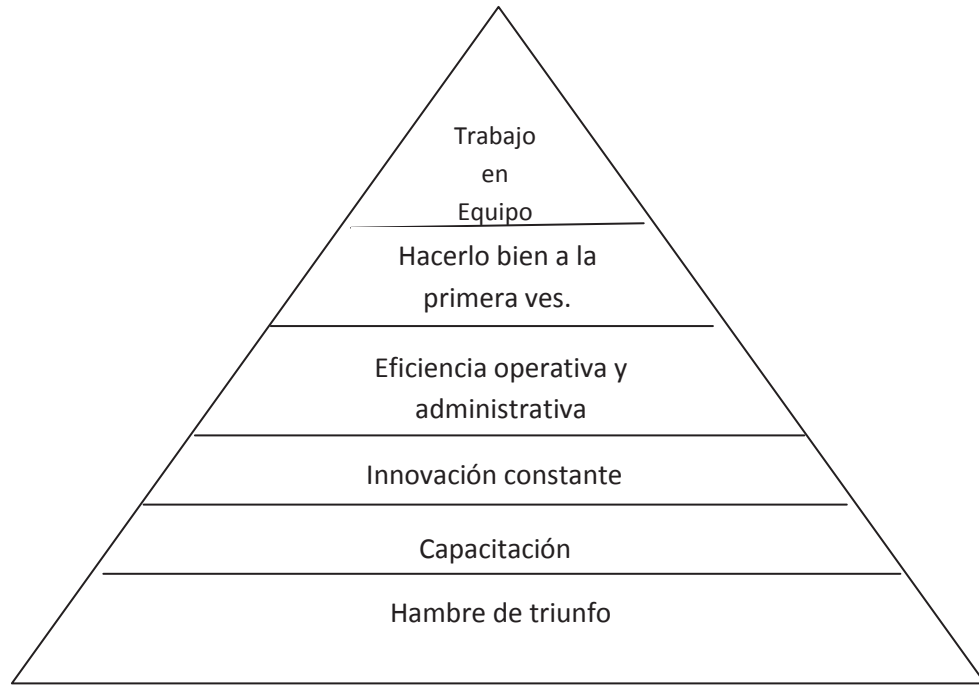 Trabajo
en
Equipo
Hacerlo bien a la
primera ves.
Eficiencia operativa y
administrativa
Innovación constante
Capacitación
Hambre de triunfo